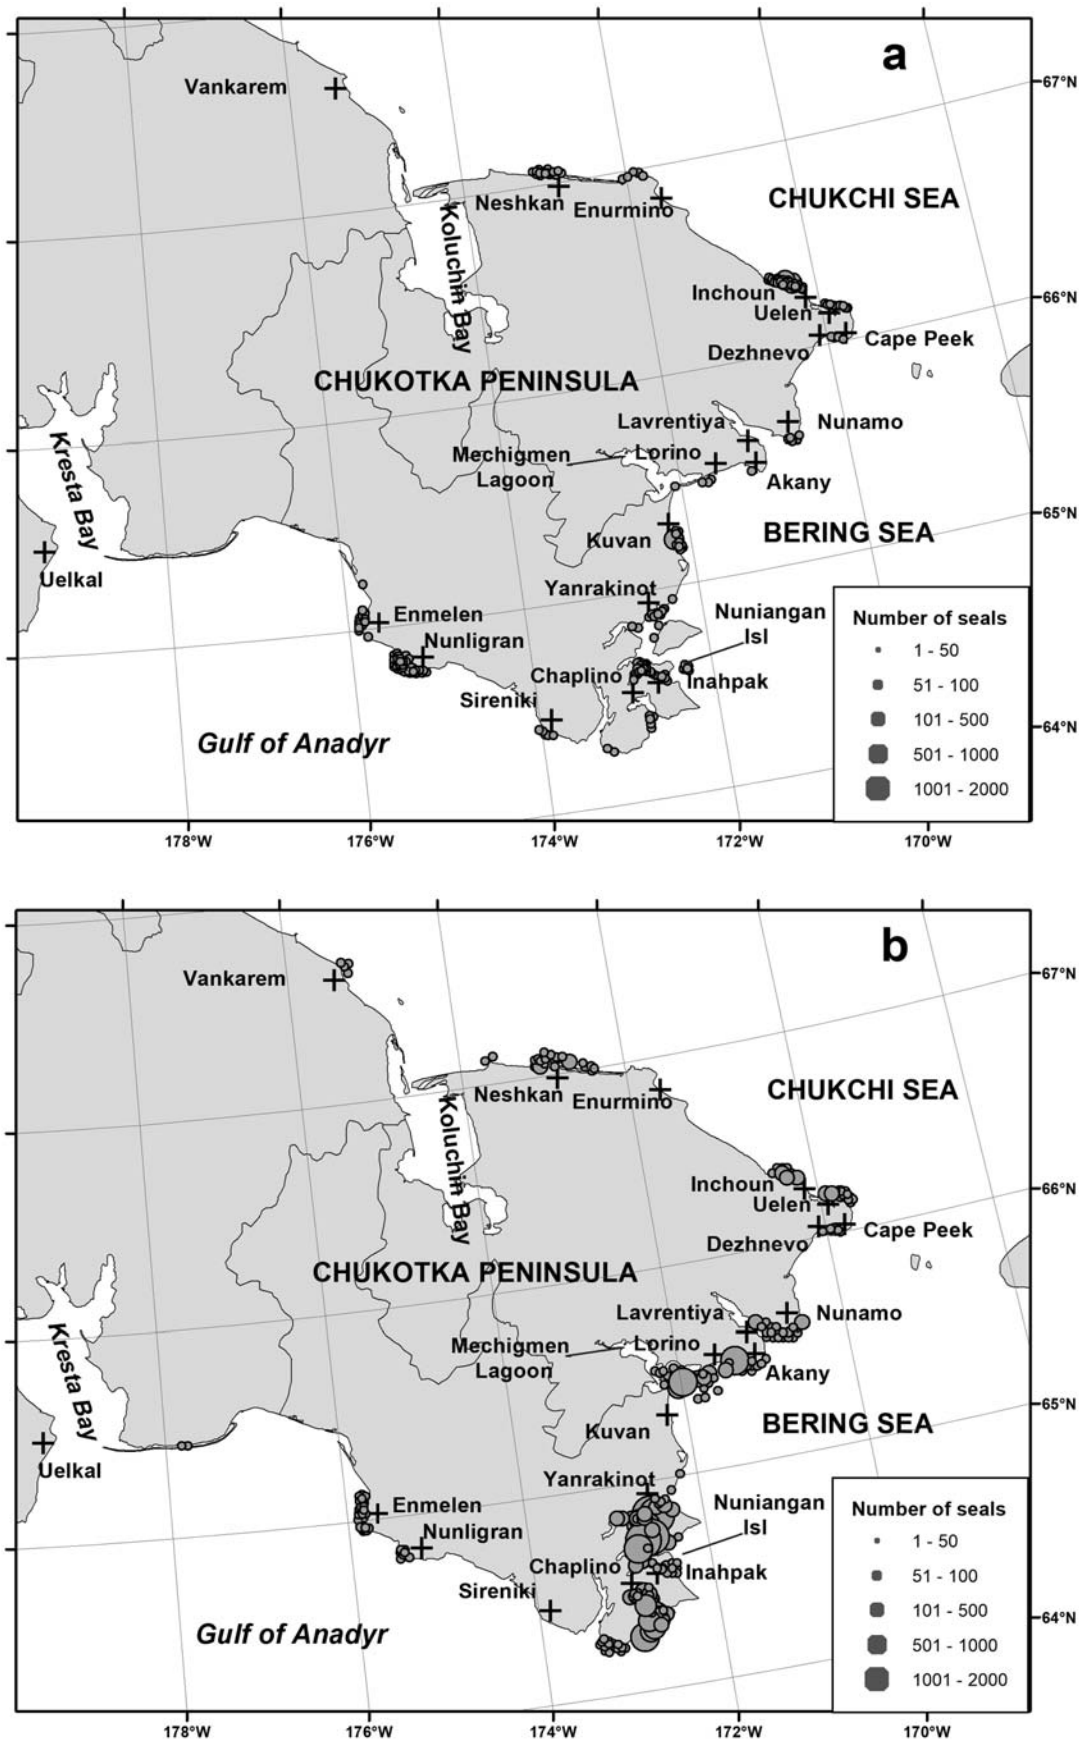 a
67°N
Vankarem
CHUKCHI SEA
Neshkan
Enurmino
Koluchin Bay
66°N
Inchoun
Uelen
Cape Peek
Dezhnevo
CHUKOTKA PENINSULA
Lavrentiya
Nunamo
Mechigmen
Lagoon
Lorino
Akany
Kresta Bay
65°N
BERING SEA
Kuvan
Uelkal
Yanrakinot
Enmelen
Nuniangan
Isl
Nunligran
Chaplino
Inahpak
Sireniki
64°N
Gulf of Anadyr
Number of seals
1 - 50
51 - 100
101 - 500
501 - 1000
1001 - 2000
178°W
176°W
174°W
172°W
170°W
b
67°N
Vankarem
CHUKCHI SEA
Neshkan
Enurmino
Koluchin Bay
66°N
Inchoun
Uelen
Cape Peek
Dezhnevo
CHUKOTKA PENINSULA
Lavrentiya
Nunamo
Mechigmen
Lagoon
Lorino
Akany
Kresta Bay
65°N
BERING SEA
Kuvan
Uelkal
Yanrakinot
Enmelen
Nuniangan
Isl
Nunligran
Chaplino
Inahpak
Sireniki
64°N
Gulf of Anadyr
Number of seals
1 - 50
51 - 100
101 - 500
501 - 1000
1001 - 2000
178°W
176°W
174°W
172°W
170°W